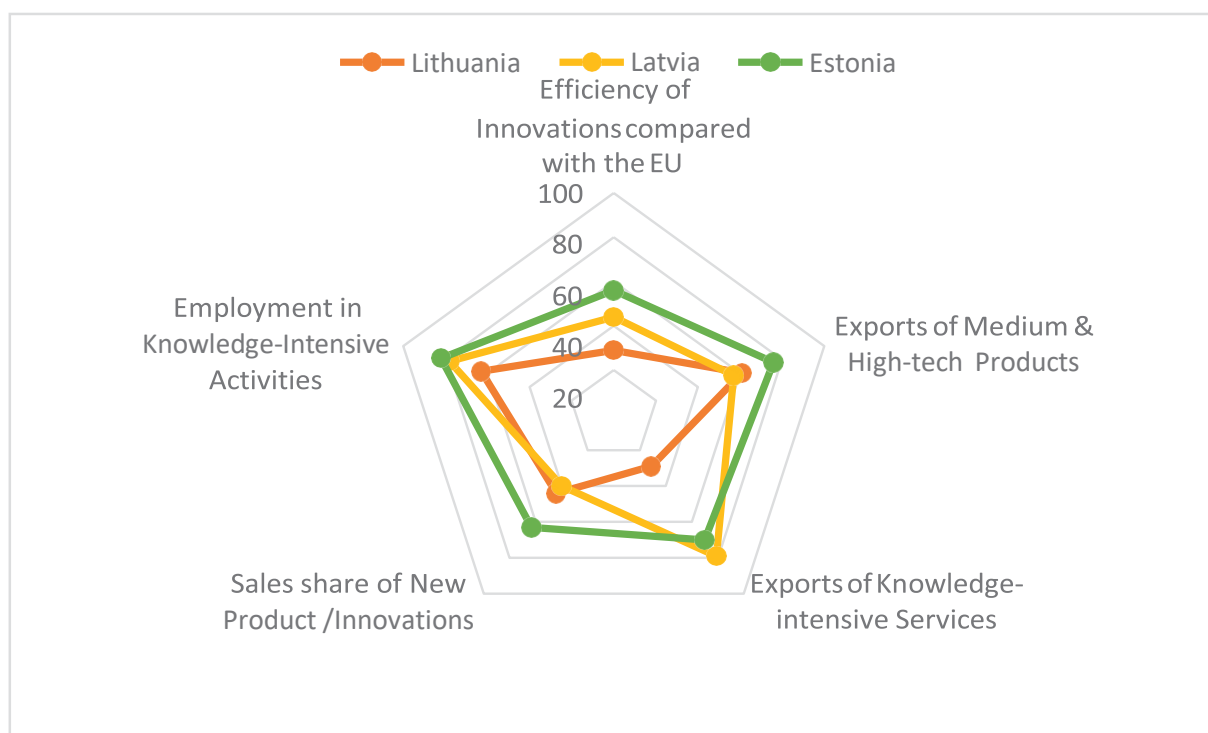 Lithuania Latvia Estonia
Efficiency of
Innovations compared
with the EU
100
80
60
40
20
Employment in
Knowledge-Intensive
Activities
Exports of Medium &
High-tech Products
Sales share of New
Product /Innovations
Exports of Knowledge-
intensive Services